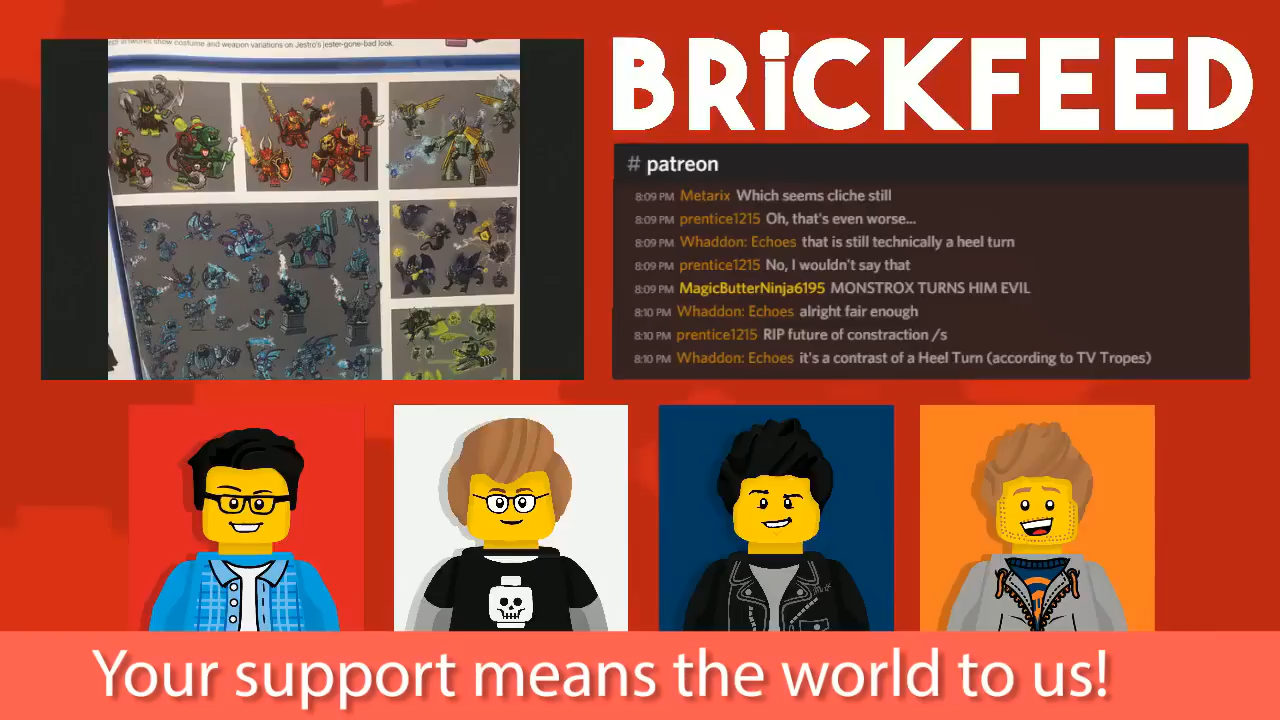 artworks show costume and weapon variations on Jestro's jester-gone-bad look.
BRiCKFEED
# patreon
8:09 PM Metarix Which seems cliche still
8:09 PM prentice1215 Oh, that's even worse...
8:09 PM Whaddon: Echoes that is still technically a heel turn
8:09 PM prentice1215 No, I wouldn't say that
8:09 PM MagicButterNinja6195 MONSTROX TURNS HIM EVIL
8:10 PM Whaddon: Echoes alright fair enough
8:10 PM prentice1215 RIP future of constraction /s
8:10 PM Whaddon: Echoes it's a contrast of a Heel Turn (according to TV Tropes)
Your support means the world to us!